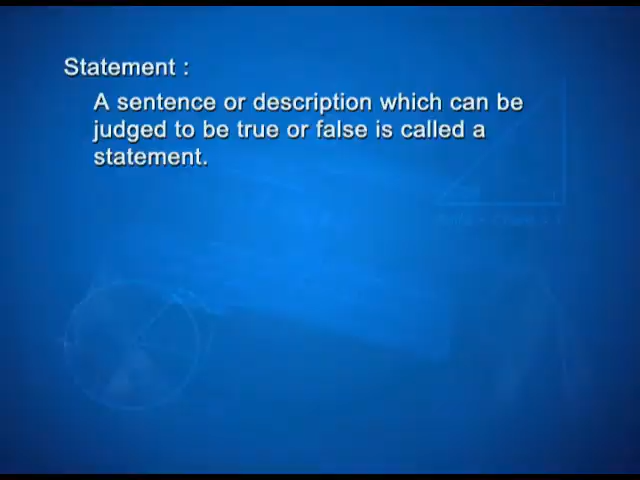 Statement :
A sentence or description which can be
judged to be true or false is called a
statement.